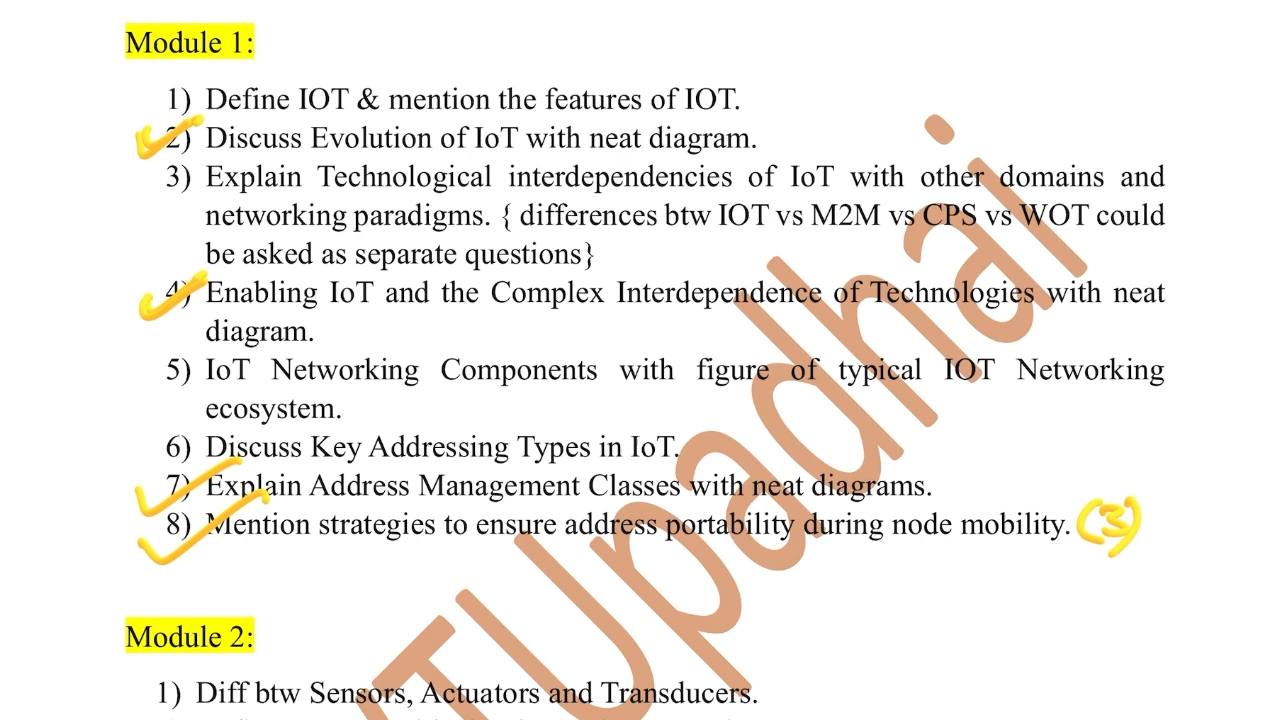 Module 1:
1) Define IOT & mention the features of IOT.
2) Discuss Evolution of IoT with neat diagram.
3) Explain Technological interdependencies of IoT with other domains and
networking paradigms. { differences btw IOT vs M2M vs CPS vs WOT could
be asked as separate questions}
4) Enabling IoT and the Complex Interdependence of Technologies with neat
diagram.
5) IoT Networking Components with figure of typical IOT Networking
ecosystem.
6) Discuss Key Addressing Types in IoT.
7) Explain Address Management Classes with neat diagrams.
8) Mention strategies to ensure address portability during node mobility. (3)
Module 2:
1) Diff btw Sensors, Actuators and Transducers.
TUpadhai